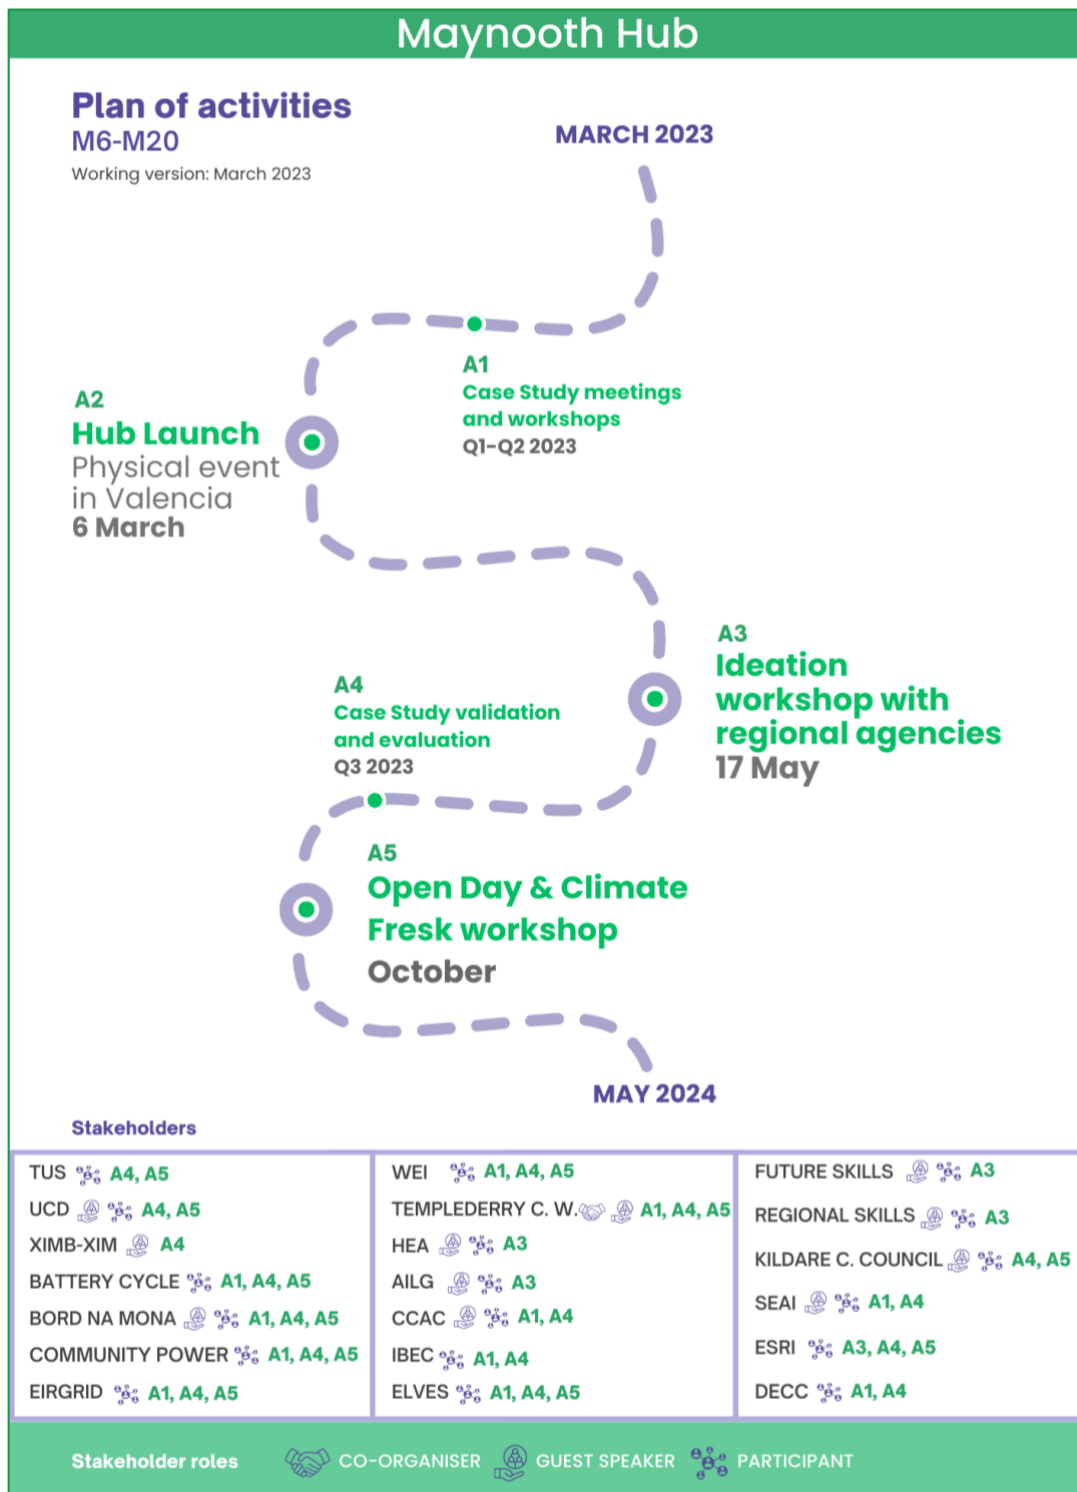 Maynooth Hub
Plan of activities
M6-M20
Working version: March 2023
MARCH 2023
A1
Case Study meetings
and workshops
Q1-Q2 2023
A2
Hub Launch
Physical event
in Valencia
6 March
A3
Ideation
workshop with
regional agencies
17 May
A4
Case Study validation
and evaluation
Q3 2023
A5
Open Day & Climate
Fresk workshop
October
MAY 2024
Stakeholders
TUS A4, A5
UCD A4, A5
XIMB-XIM A4
BATTERY CYCLE A1, A4, A5
BORD NA MONA A1, A4, A5
COMMUNITY POWER A1, A4, A5
EIRGRID A1, A4, A5
WEI A1, A4, A5
TEMPLEDERRY C. W. A1, A4, A5
HEA A3
AILG A3
CCAC A1, A4
IBEC A1, A4
ELVES A1, A4, A5
FUTURE SKILLS A3
REGIONAL SKILLS A3
KILDARE C. COUNCIL A4, A5
SEAI A1, A4
ESRI A3, A4, A5
DECC A1, A4
Stakeholder roles CO-ORGANISER GUEST SPEAKER PARTICIPANT